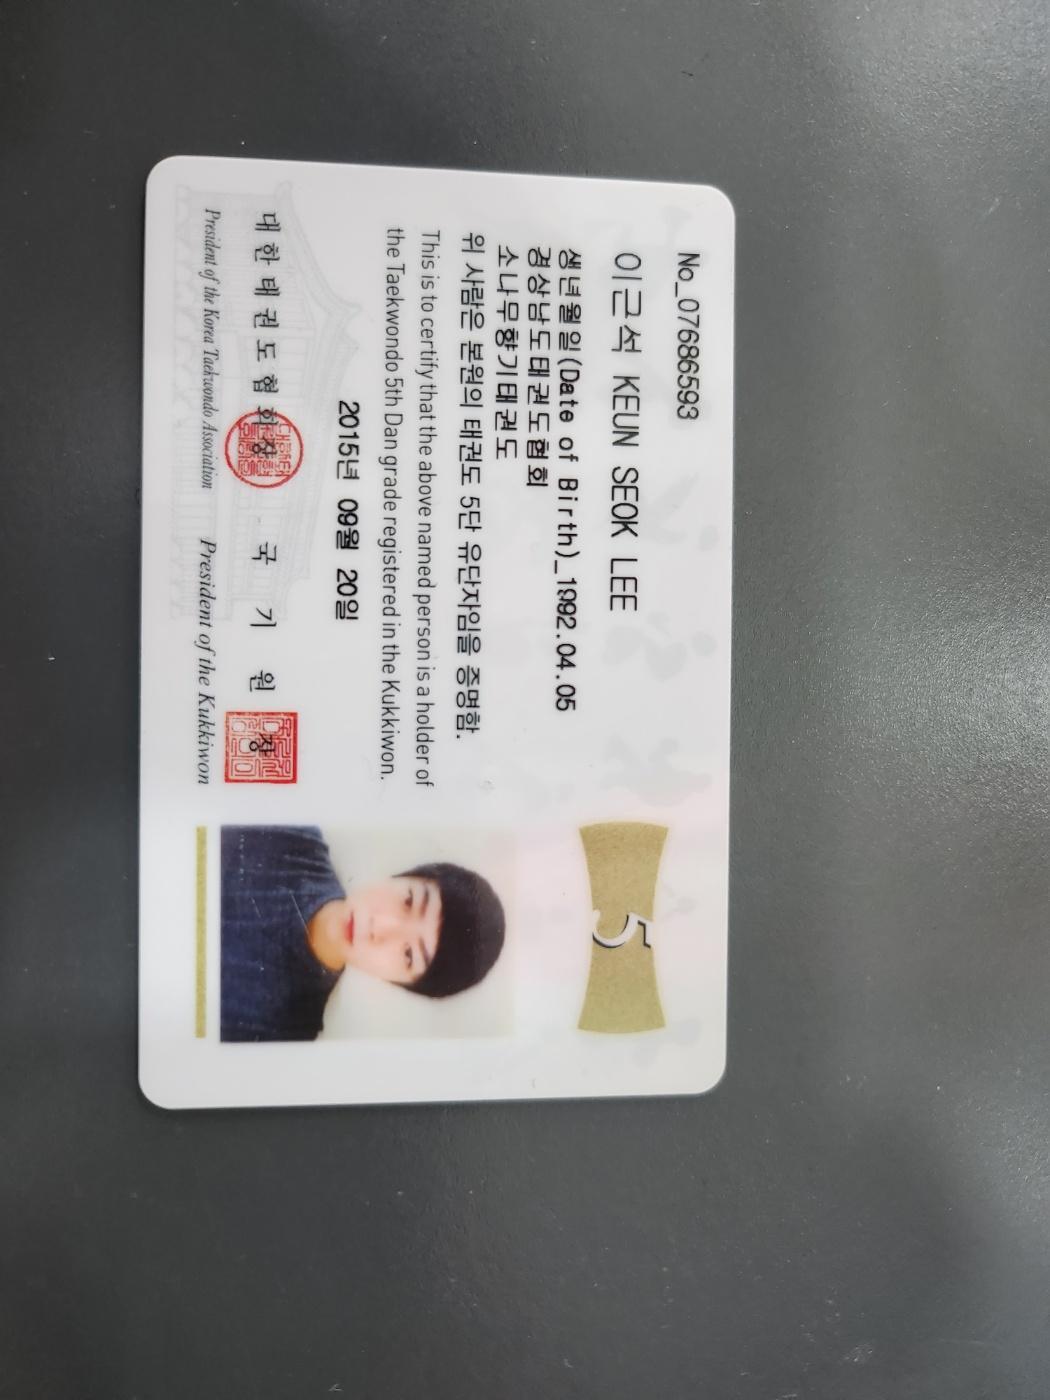 No_07686593
이근석 KEUN SEOK LEE
생년월일(Date of Birth)_1992.04.05
경상남도태권도협회
소나무향기태권도
위 사람은 본원의 태권도 5단 유단자임을 증명함.
This is to certify that the above named person is a holder of
the Taekwondo 5th Dan grade registered in the Kukkiwon.
2015년 09월 20일
대한태권도협회장
President of the Korea Taekwondo Association
국기원장
President of the Kukkiwon
5